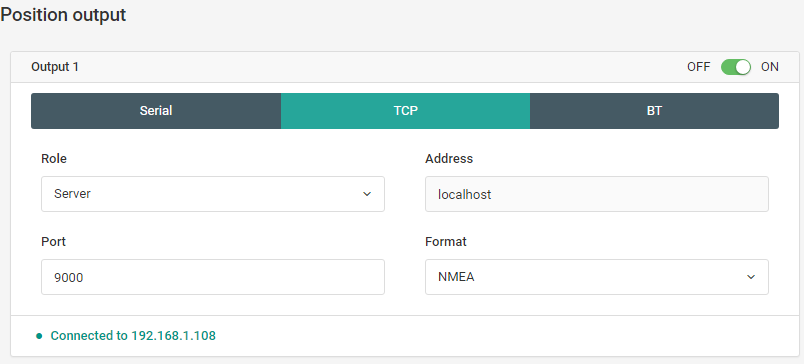 Position output
Output 1 OFF ON
Serial TCP BT
Role Address
Server localhost
Port Format
9000 NMEA
Connected to 192.168.1.108